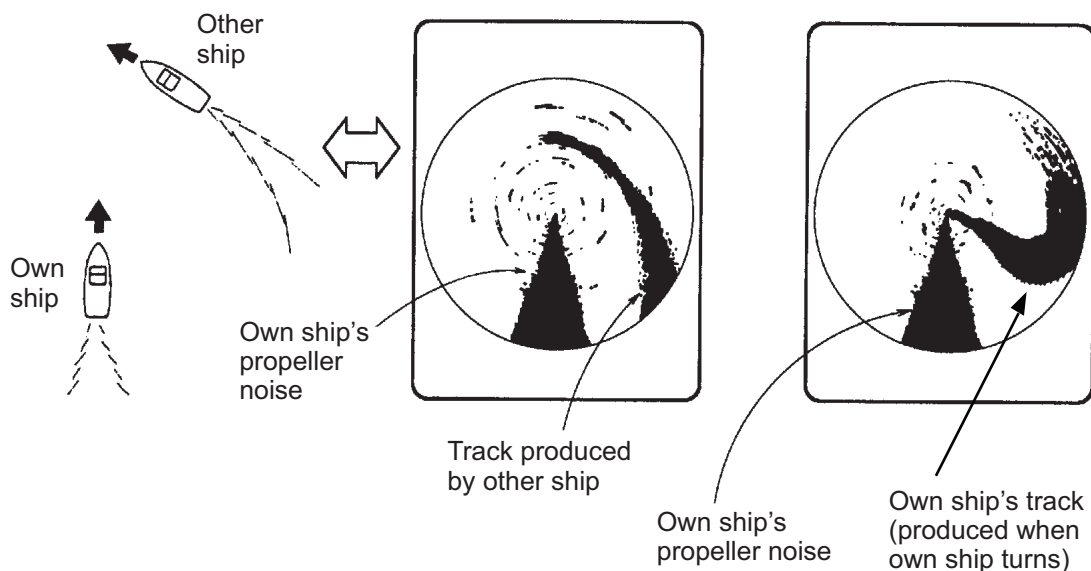 Other
ship
Own
ship
Own ship’s
propeller
noise
Track produced
by other ship
Own ship’s
propeller noise
Own ship’s track
(produced when
own ship turns)